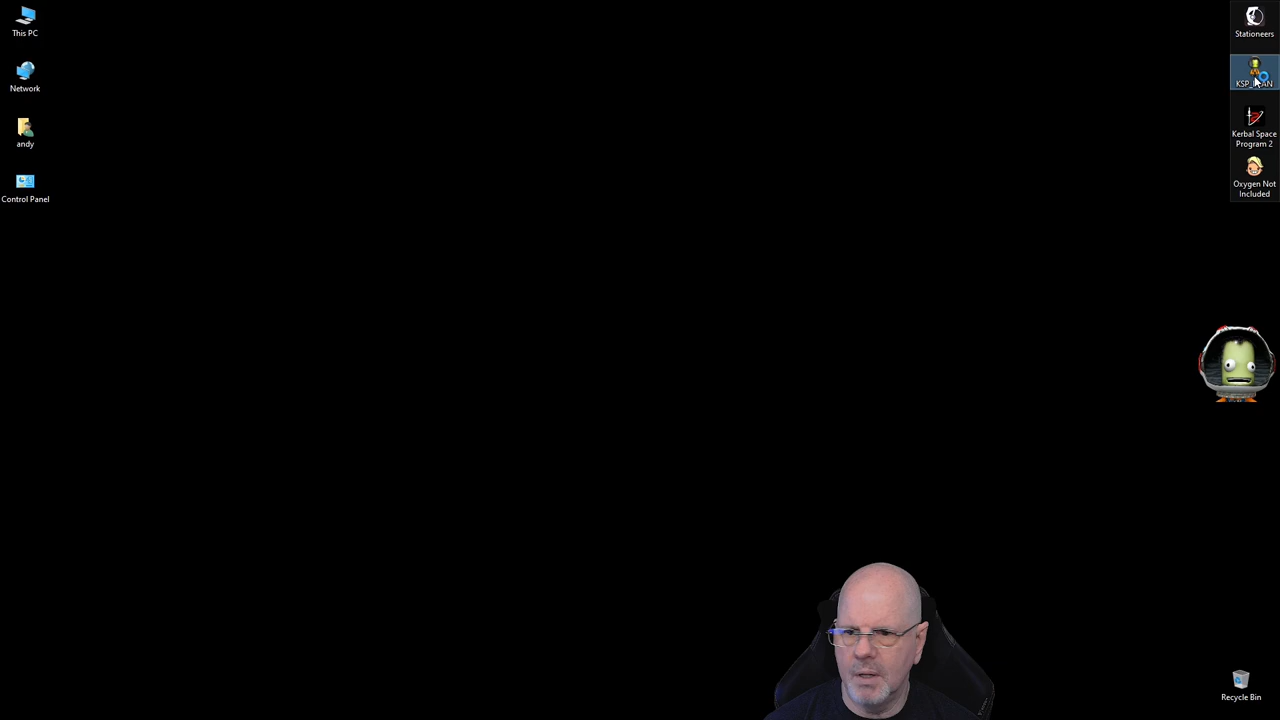 This PC
Network
andy
Control Panel
Stationeers
Kerbal Space
Program 2
Oxygen Not
Included
Recycle Bin